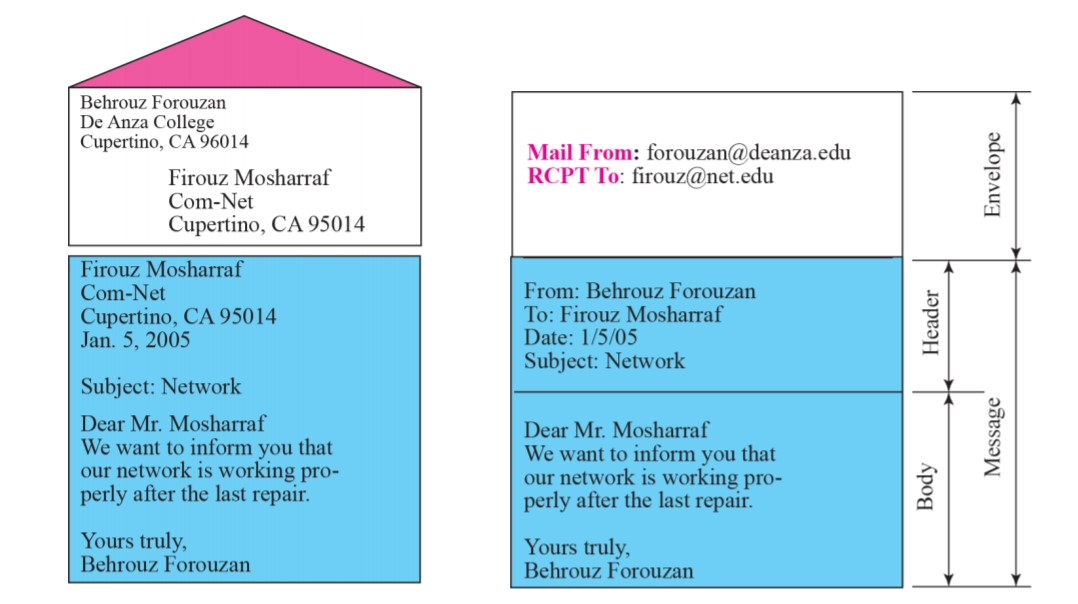 Behrouz Forouzan
De Anza College
Cupertino, CA 96014
Firouz Mosharraf
Com-Net
Cupertino, CA 95014
Firouz Mosharraf
Com-Net
Cupertino, CA 95014
Jan. 5, 2005
Subject: Network
Dear Mr. Mosharraf
We want to inform you that
our network is working pro-
perly after the last repair.
Yours truly,
Behrouz Forouzan
Mail From: forouzan@deanza.edu
RCPT To: firouz@net.edu
From: Behrouz Forouzan
To: Firouz Mosharraf
Date: 1/5/05
Subject: Network
Dear Mr. Mosharraf
We want to inform you that
our network is working pro-
perly after the last repair.
Yours truly,
Behrouz Forouzan
Envelope
Header
Message
Body